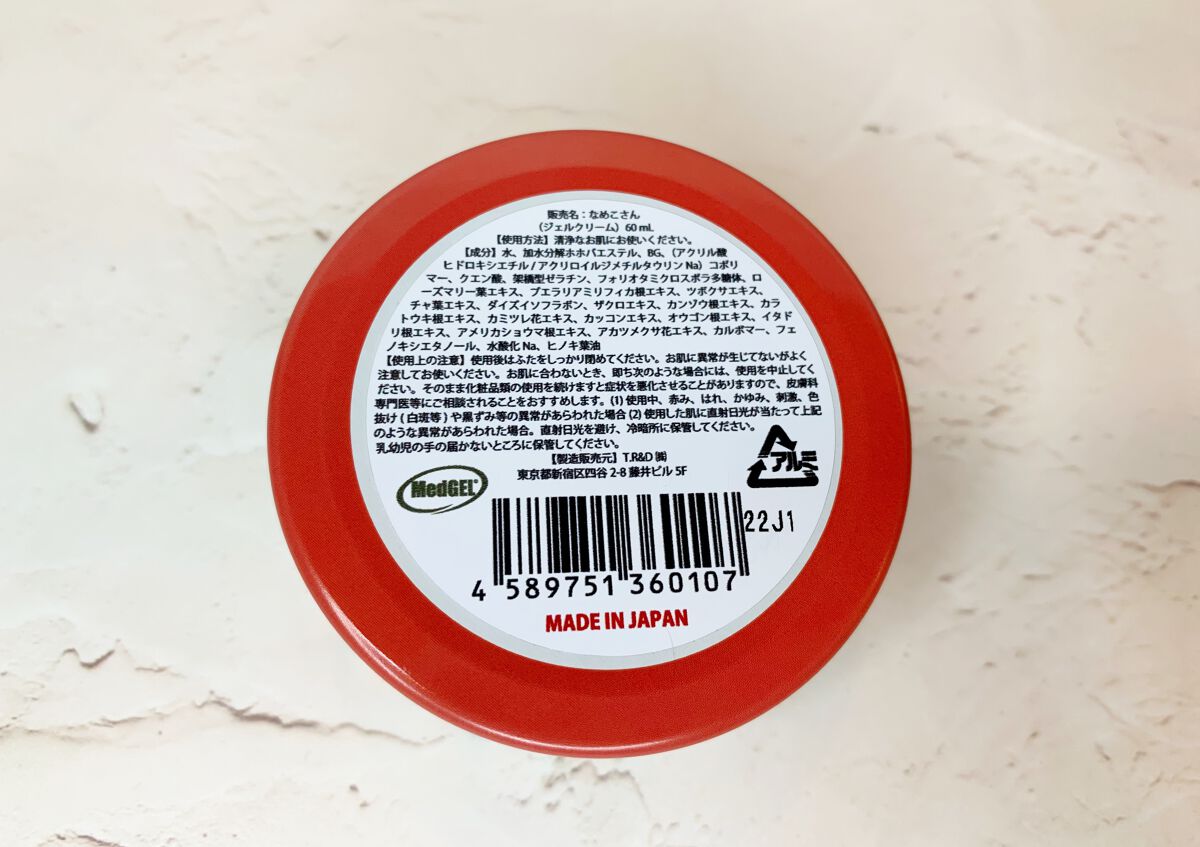 販売名：なめこさん
（ジェルクリーム）60 mL
【使用方法】清浄なお肌にお使いください。
【成分】水、加水分解ホホバエステル、BG、（アクリル酸
ヒドロキシエチル / アクリロイルジメチルタウリン Na）コポリ
マー、クエン酸、架橋型ゼラチン、フォリオタミクロスポラ多糖体、ロ
ーズマリー葉エキス、プエラリアミリフィカ根エキス、ツボクサエキス、
チャ葉エキス、ダイズイソフラボン、ザクロエキス、カンゾウ根エキス、カラ
トウキ根エキス、カミツレ花エキス、カッコンエキス、オウゴン根エキス、イタド
リ根エキス、アメリカショウマ根エキス、アカツメクサ花エキス、カルボマー、フェ
ノキシエタノール、水酸化 Na、ヒノキ葉油
【使用上の注意】使用後はふたをしっかり閉めてください。お肌に異常が生じてないがよく
注意してお使いください。お肌に合わないとき、即ち次のような場合には、使用を中止してく
ださい。そのまま化粧品類の使用を続けますと症状を悪化させることがありますので、皮膚科
専門医等にご相談されることをおすすめします。(1) 使用中、赤み、はれ、かゆみ、刺激、色
抜け ( 白斑等 ) や黒ずみ等の異常があらわれた場合 (2) 使用した肌に直射日光が当たって上記
のような異常があらわれた場合。直射日光を避け、冷暗所に保管してください。
乳幼児の手の届かないところに保管してください。
【製造販売元】T.R&D ㈱
東京都新宿区四谷 2-8 藤井ビル 5F
アルミ
MedGEL®
22J1
4 589751 360107
MADE IN JAPAN